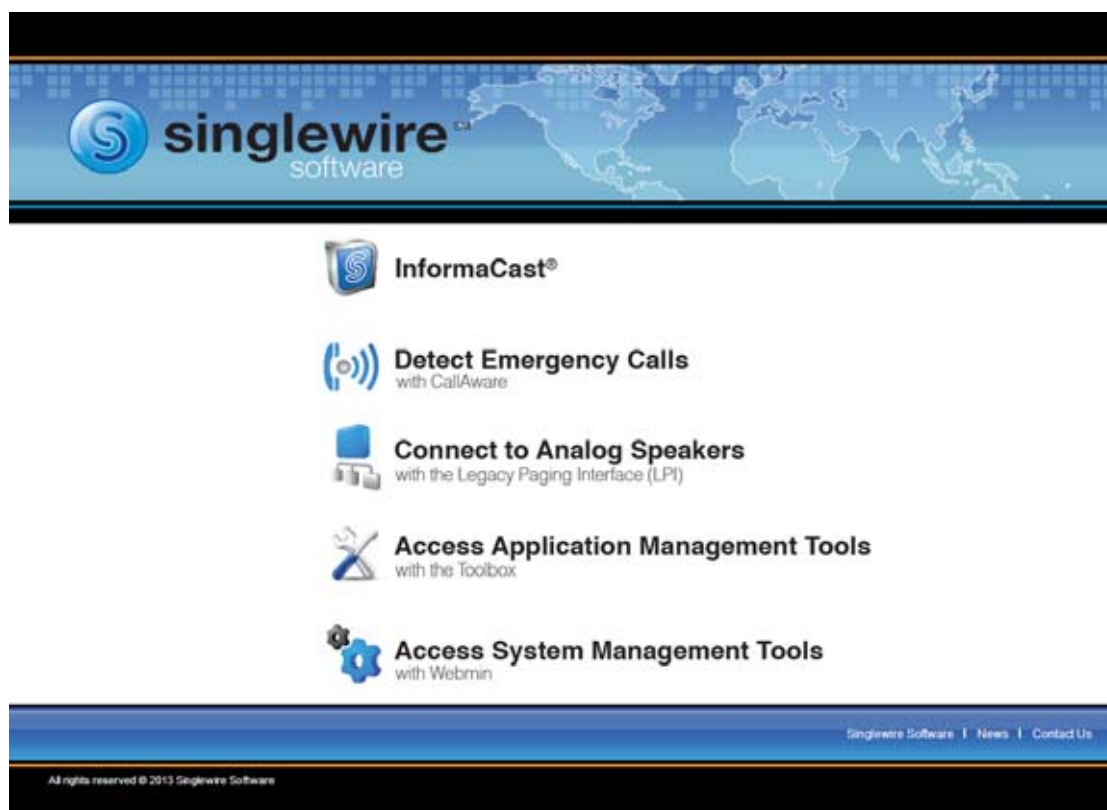 singlewire
software
InformaCast®
Detect Emergency Calls
with CallAware
Connect to Analog Speakers
with the Legacy Paging Interface (LPI)
Access Application Management Tools
with the Toolbox
Access System Management Tools
with Webmin
Singlewire Software | News | Contact Us
All rights reserved © 2013 Singlewire Software